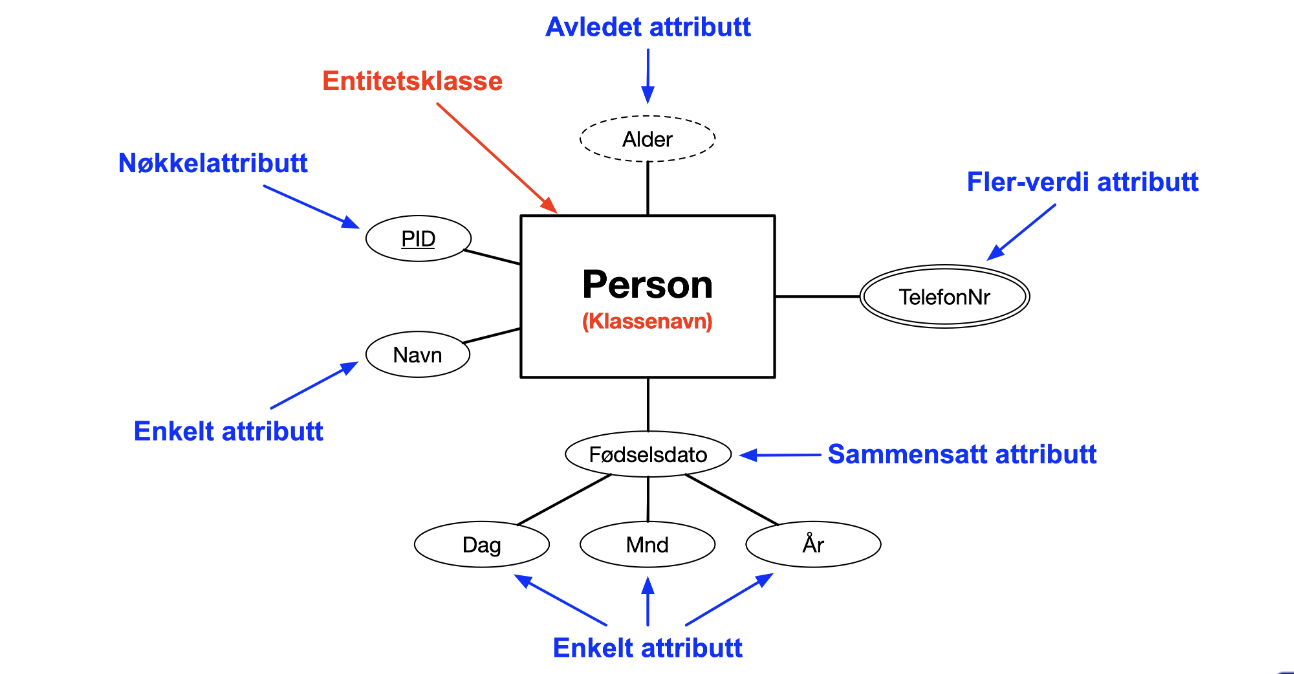 Avledet attributt
Entitetsklasse
Alder
Nøkkelattributt
Fler-verdi attributt
PID
Person
(Klassenavn)
TelefonNr
Navn
Enkelt attributt
Fødselsdato
Sammensatt attributt
Dag
Mnd
År
Enkelt attributt